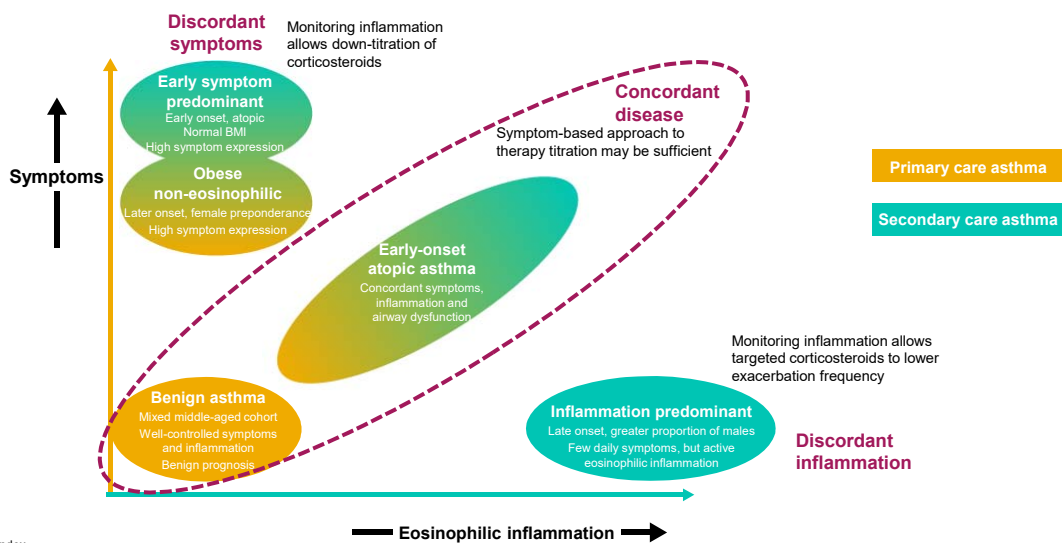 Discordant
symptoms
Monitoring inflammation
allows down-titration of
corticosteroids
Early symptom
predominant
Early onset, atopic
Normal BMI
High symptom expression
Obese
non-eosinophilic
Later onset, female preponderance
High symptom expression
Symptoms
Concordant
disease
Symptom-based approach to
therapy titration may be sufficient
Primary care asthma
Secondary care asthma
Early-onset
atopic asthma
Concordant symptoms,
inflammation and
airway dysfunction
Monitoring inflammation allows
targeted corticosteroids to lower
exacerbation frequency
Benign asthma
Mixed middle-aged cohort
Well-controlled symptoms
and inflammation
Benign prognosis
Inflammation predominant
Late onset, greater proportion of males
Few daily symptoms, but active
eosinophilic inflammation
Discordant
inflammation
Eosinophilic inflammation